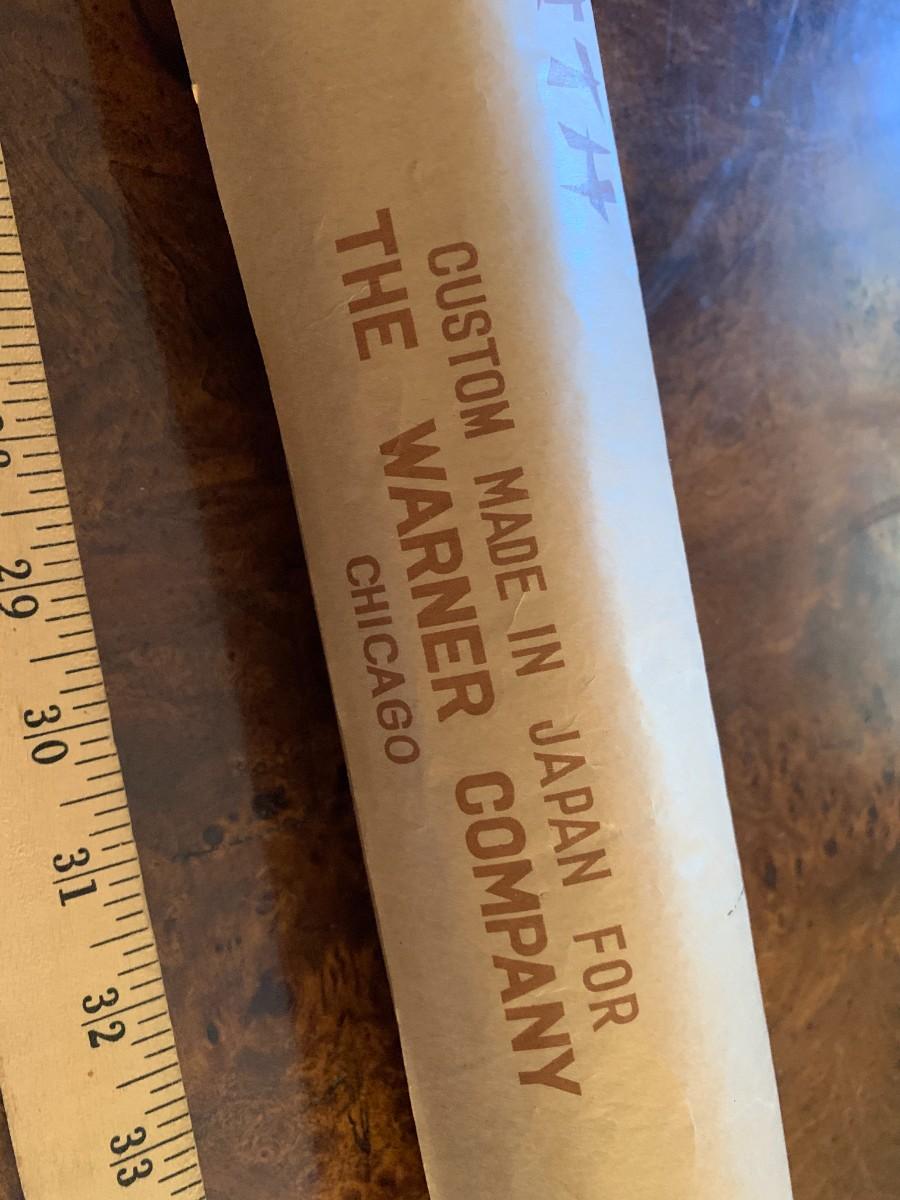 CUSTOM MADE IN JAPAN FOR
THE WARNER COMPANY
CHICAGO
29
30
31
32
33